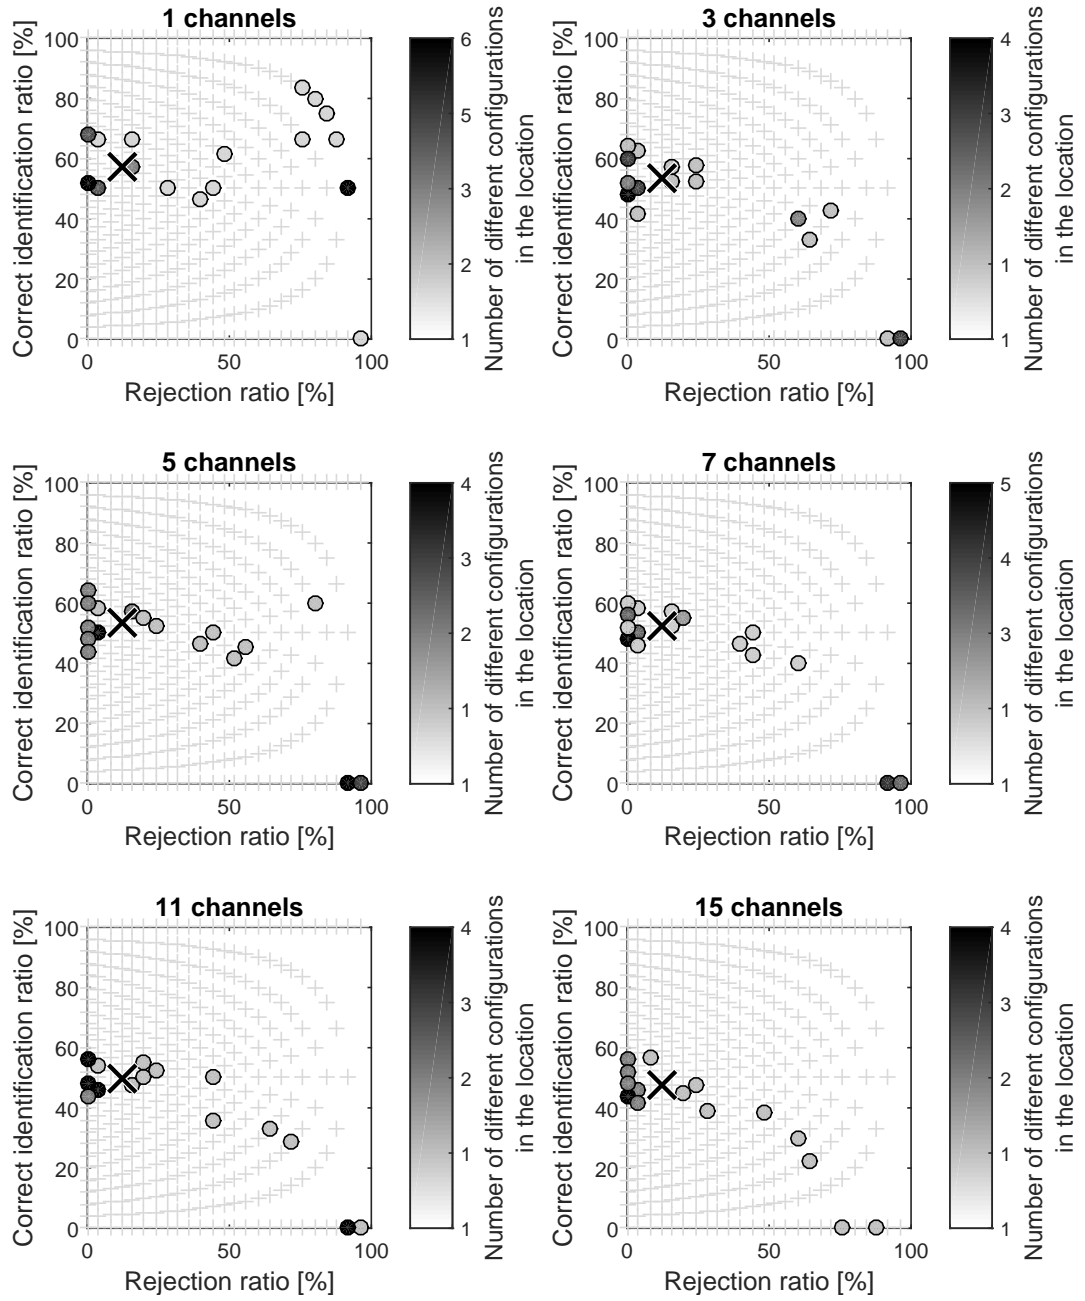 1 channels
Correct identification ratio [%]
100
80
60
40
20
0
0 50 100
Rejection ratio [%]
6
5
3
2
1
Number of different configurations
in the location
3 channels
Correct identification ratio [%]
100
80
60
40
20
0
0 50 100
Rejection ratio [%]
4
3
2
1
1
Number of different configurations
in the location
5 channels
Correct identification ratio [%]
100
80
60
40
20
0
0 50 100
Rejection ratio [%]
4
3
2
1
1
Number of different configurations
in the location
7 channels
Correct identification ratio [%]
100
80
60
40
20
0
0 50 100
Rejection ratio [%]
5
4
3
1
1
Number of different configurations
in the location
11 channels
Correct identification ratio [%]
100
80
60
40
20
0
0 50 100
Rejection ratio [%]
4
3
2
1
1
Number of different configurations
in the location
15 channels
Correct identification ratio [%]
100
80
60
40
20
0
0 50 100
Rejection ratio [%]
4
3
2
1
1
Number of different configurations
in the location